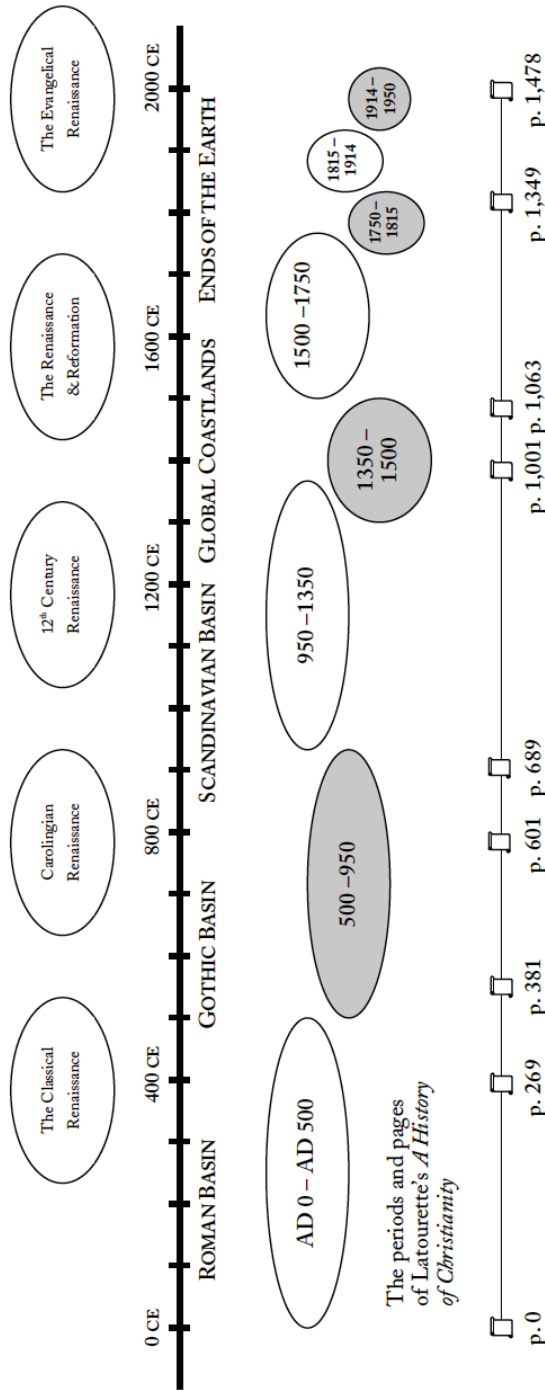 The Classical
Renaissance
Carolingian
Renaissance
12th Century
Renaissance
The Renaissance
& Reformation
The Evangelical
Renaissance
0 CE
400 CE
800 CE
1200 CE
1600 CE
2000 CE
ROMAN BASIN
GOTHIC BASIN
SCANDINAVIAN BASIN
GLOBAL COASTLANDS
ENDS OF THE EARTH
AD 0 – AD 500
500 –950
950 –1350
1350 –
1500
1500 –1750
1750 –
1815
1815 –
1914
1914 –
1950
The periods and pages
of Latourette's A History
of Christianity
p. 0
p. 269
p. 381
p. 601
p. 689
p. 1,001
p. 1,063
p. 1,349
p. 1,478